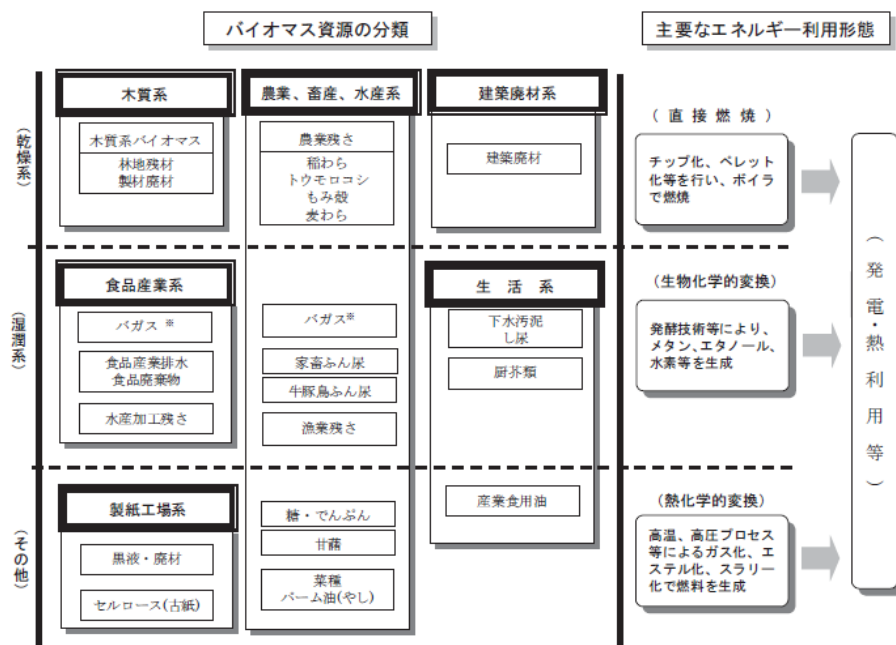 バイオマス資源の分類
主要なエネルギー利用形態
(乾燥系)
木質系
木質系バイオマス
林地残材
製材廃材
農業、畜産、水産系
農業残さ
稲わら
トウモロコシ
もみ殻
麦わら
建築廃材系
建築廃材
(直接燃焼)
チップ化、ペレット
化等を行い、ボイラ
で燃焼
(湿潤系)
食品産業系
バガス ※
食品産業排水
食品廃棄物
水産加工残さ
バガス※
家畜ふん尿
牛豚鳥ふん尿
漁業残さ
生活系
下水汚泥
し尿
厨芥類
(生物化学的変換)
発酵技術等により、
メタン、エタノール、
水素等を生成
(その他)
製紙工場系
黒液・廃材
セルロース(古紙)
糖・でんぷん
甘藷
菜種
パーム油(やし)
産業食用油
(熱化学的変換)
高温、高圧プロセス
等によるガス化、エ
ステル化、スラリー
化で燃料を生成
(発電・熱利用等)